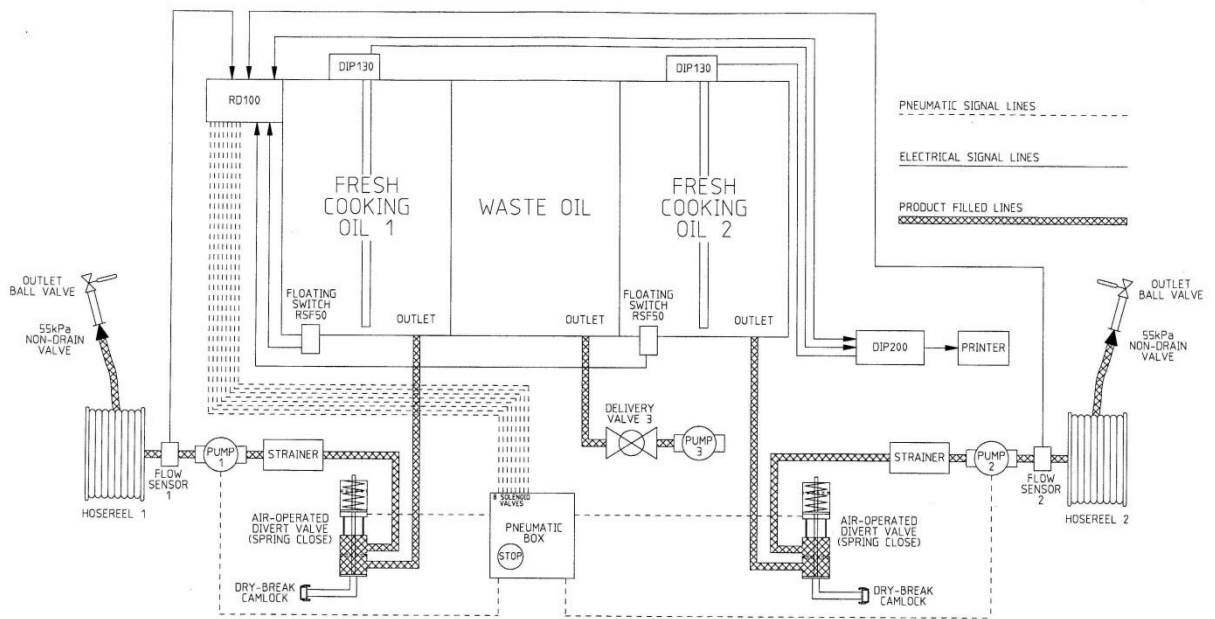 DIP130
DIP130
RD100
PNEUMATIC SIGNAL LINES
ELECTRICAL SIGNAL LINES
PRODUCT FILLED LINES
FRESH
COOKING
OIL 1
WASTE OIL
FRESH
COOKING
OIL 2
OUTLET
BALL VALVE
55kPa
NON-DRAIN
VALVE
FLOATING
SWITCH
RSF50
OUTLET
OUTLET
FLOATING
SWITCH
RSF50
OUTLET
DIP200
PRINTER
OUTLET
BALL VALVE
55kPa
NON-DRAIN
VALVE
DELIVERY
VALVE 3
PUMP
3
PUMP
1
STRAINER
FLOW
SENSOR
1
HOSEREEL 1
STRAINER
PUMP
2
FLOW
SENSOR
2
HOSEREEL 2
8 SOLENOID
VALVES
PNEUMATIC
BOX
STOP
AIR-OPERATED
DIVERT VALVE
(SPRING CLOSE)
AIR-OPERATED
DIVERT VALVE
(SPRING CLOSE)
DRY-BREAK
CAMLOCK
DRY-BREAK
CAMLOCK